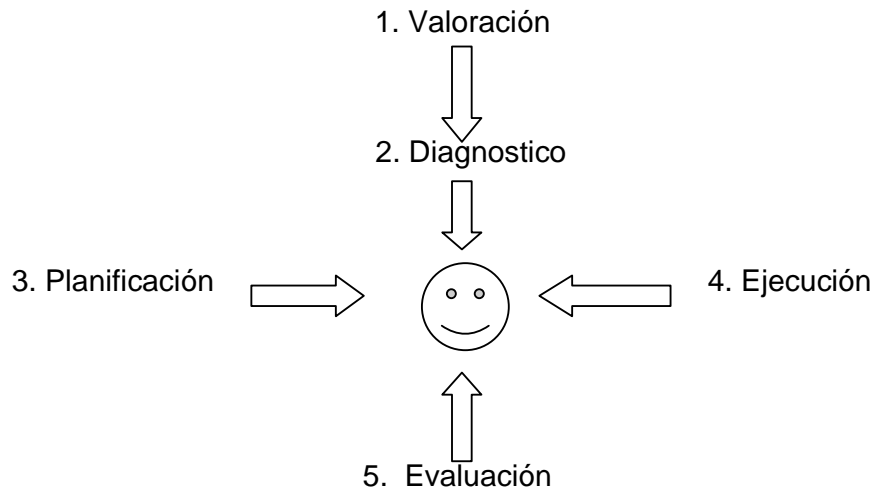 1. Valoración
2. Diagnostico
3. Planificación
4. Ejecución
5. Evaluación